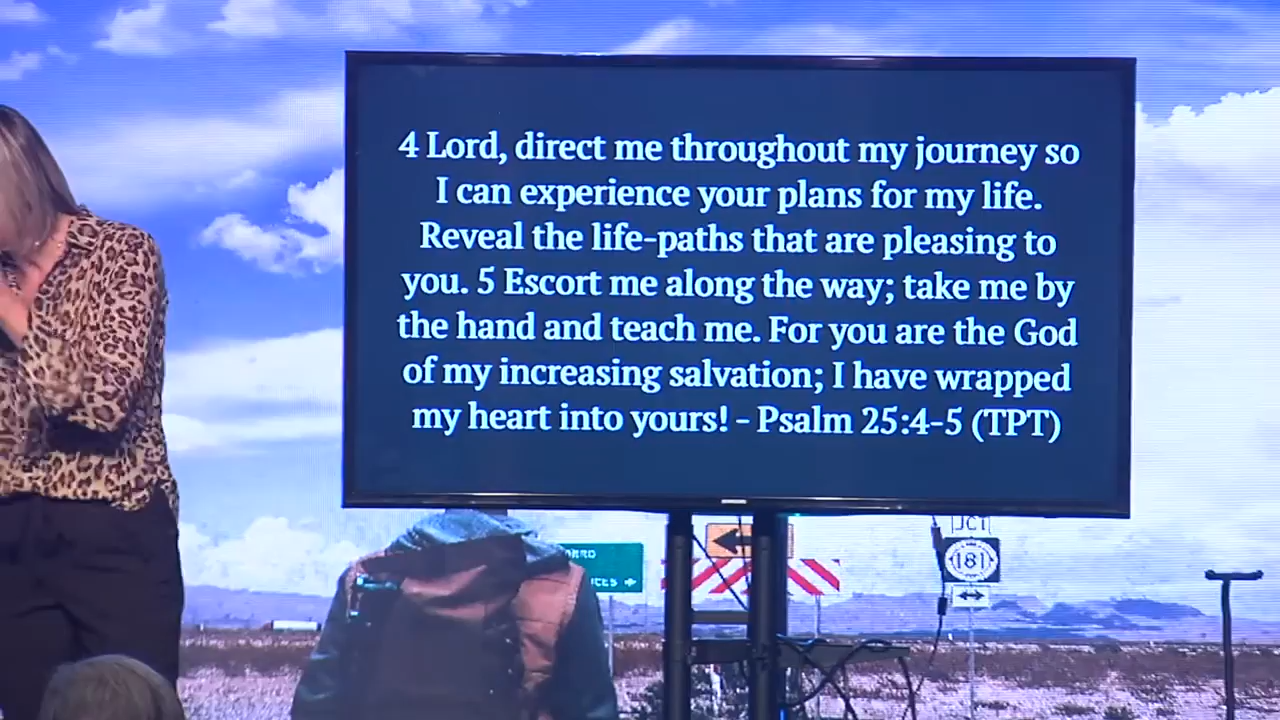 4 Lord, direct me throughout my journey so
I can experience your plans for my life.
Reveal the life-paths that are pleasing to
you. 5 Escort me along the way; take me by
the hand and teach me. For you are the God
of my increasing salvation; I have wrapped
my heart into yours! - Psalm 25:4-5 (TPT)
JCT
181